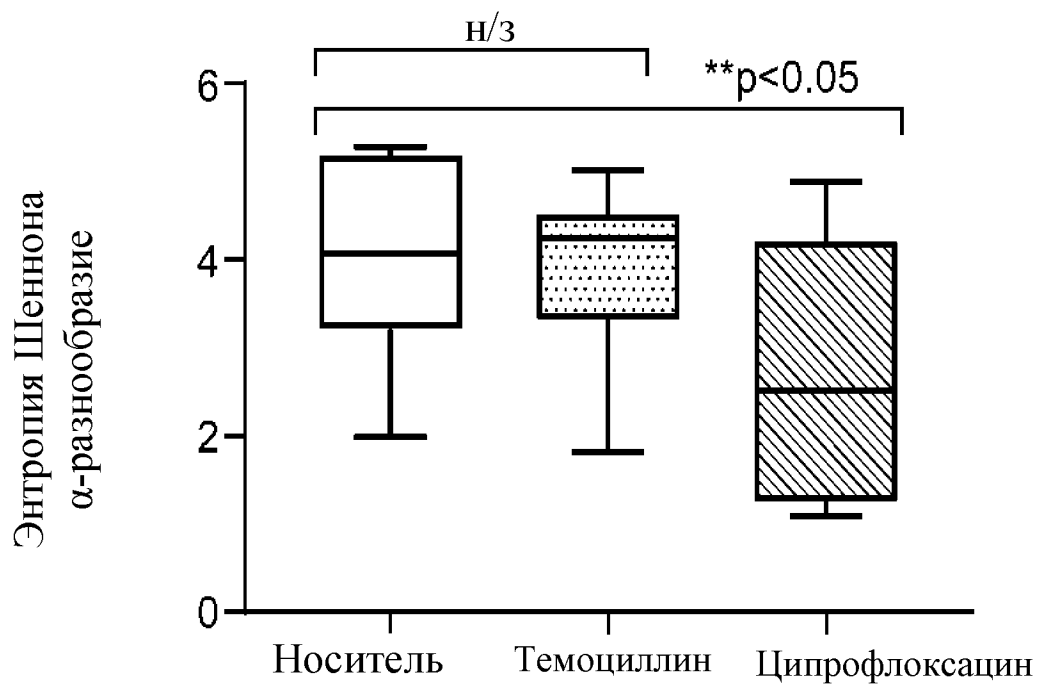 н/з
**p<0.05
6
4
2
0
Энтропия Шеннона
α-разнообразие
Носитель
Темоциллин
Ципрофлоксацин